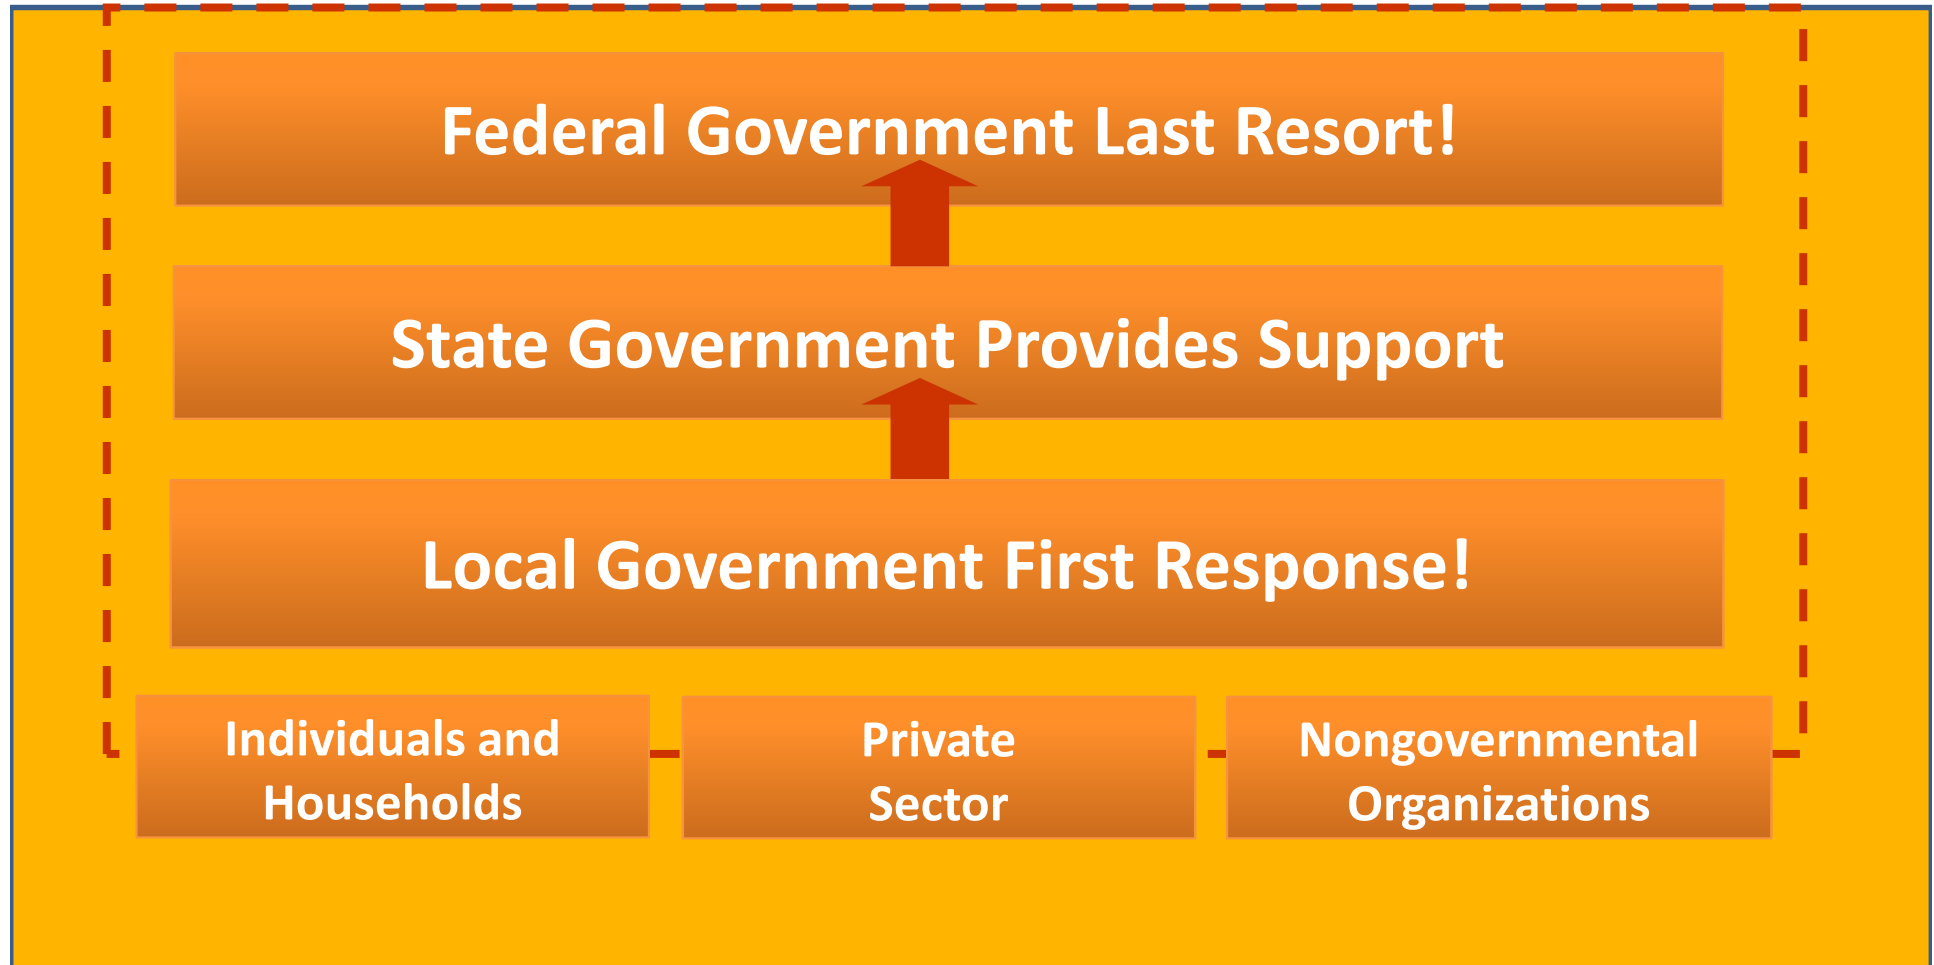 Federal Government Last Resort!
State Government Provides Support
Local Government First Response!
Individuals and
Households
Private
Sector
Nongovernmental
Organizations